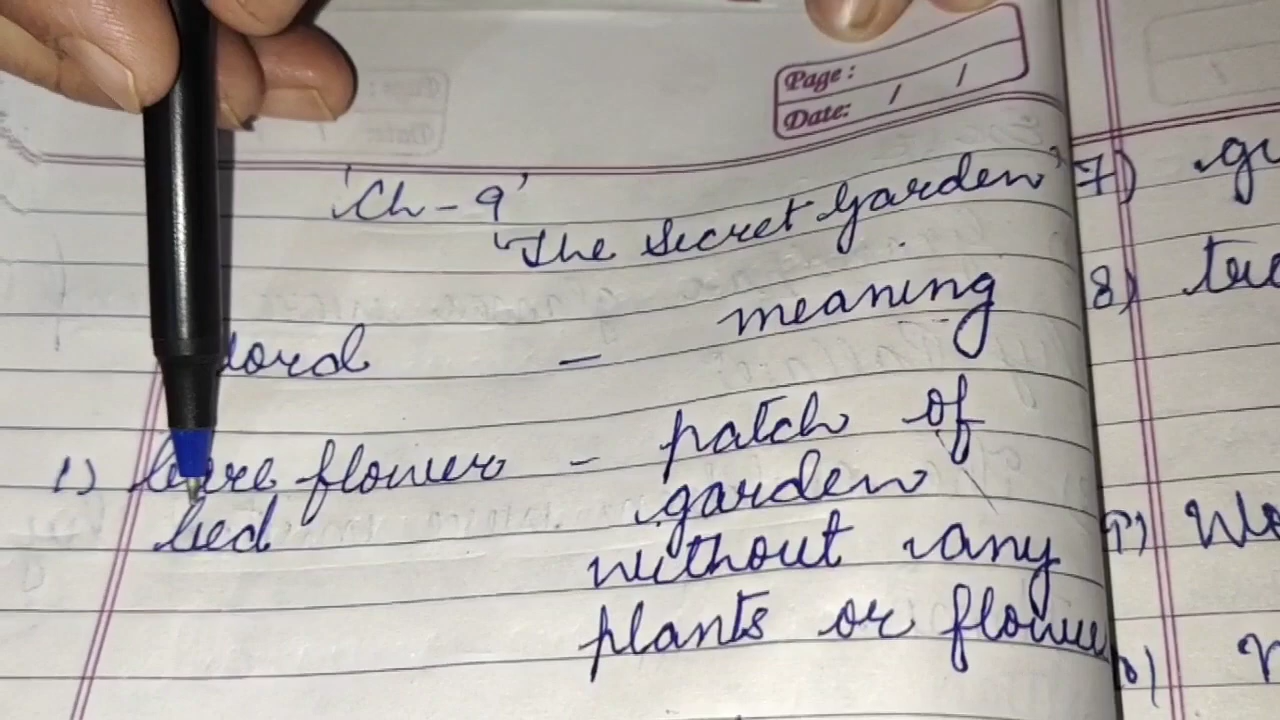 Page:
Date: / /
'Ch - 9'
"The Secret Garden"
word - meaning
1) bare flower - patch of
bed garden
without any
plants or flower
7)
8)